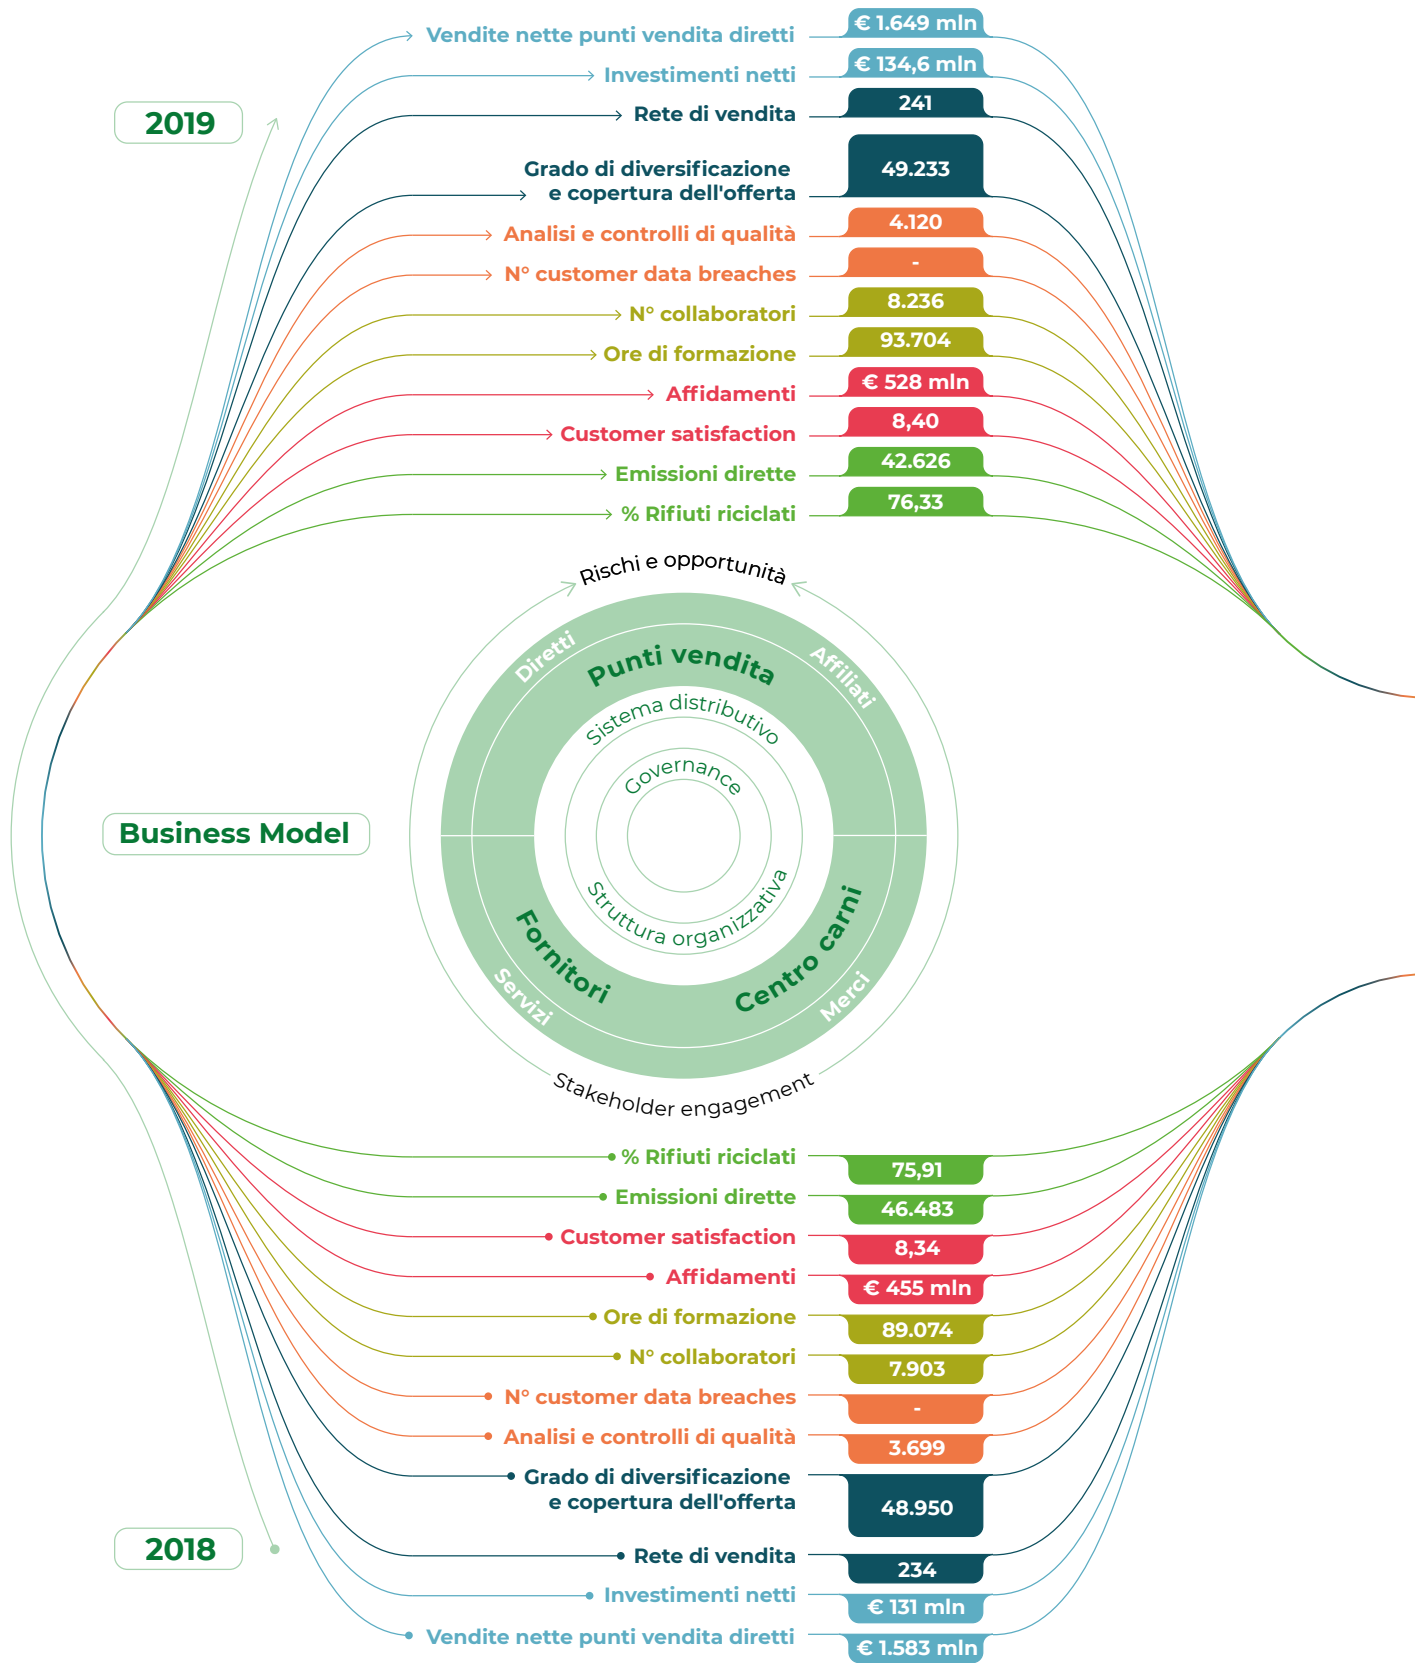 Vendite nette punti vendita diretti € 1.649 mln
Investimenti netti € 134,6 mln
2019
Rete di vendita 241
Grado di diversificazione
e copertura dell'offerta
49.233
Analisi e controlli di qualità 4.120
N° customer data breaches -
N° collaboratori 8.236
Ore di formazione 93.704
Affidamenti € 528 mln
Customer satisfaction 8,40
Emissioni dirette 42.626
% Rifiuti riciclati 76,33
Rischi e opportunità
Diretti
Punti vendita
Affiliati
Sistema distributivo
Governance
Business Model
Struttura organizzativa
Fornitori
Centro carni
Servizi
Merci
Stakeholder engagement
% Rifiuti riciclati 75,91
Emissioni dirette 46.483
Customer satisfaction 8,34
Affidamenti € 455 mln
Ore di formazione 89.074
N° collaboratori 7.903
N° customer data breaches -
Analisi e controlli di qualità 3.699
Grado di diversificazione
e copertura dell'offerta
48.950
2018
Rete di vendita 234
Investimenti netti € 131 mln
Vendite nette punti vendita diretti € 1.583 mln